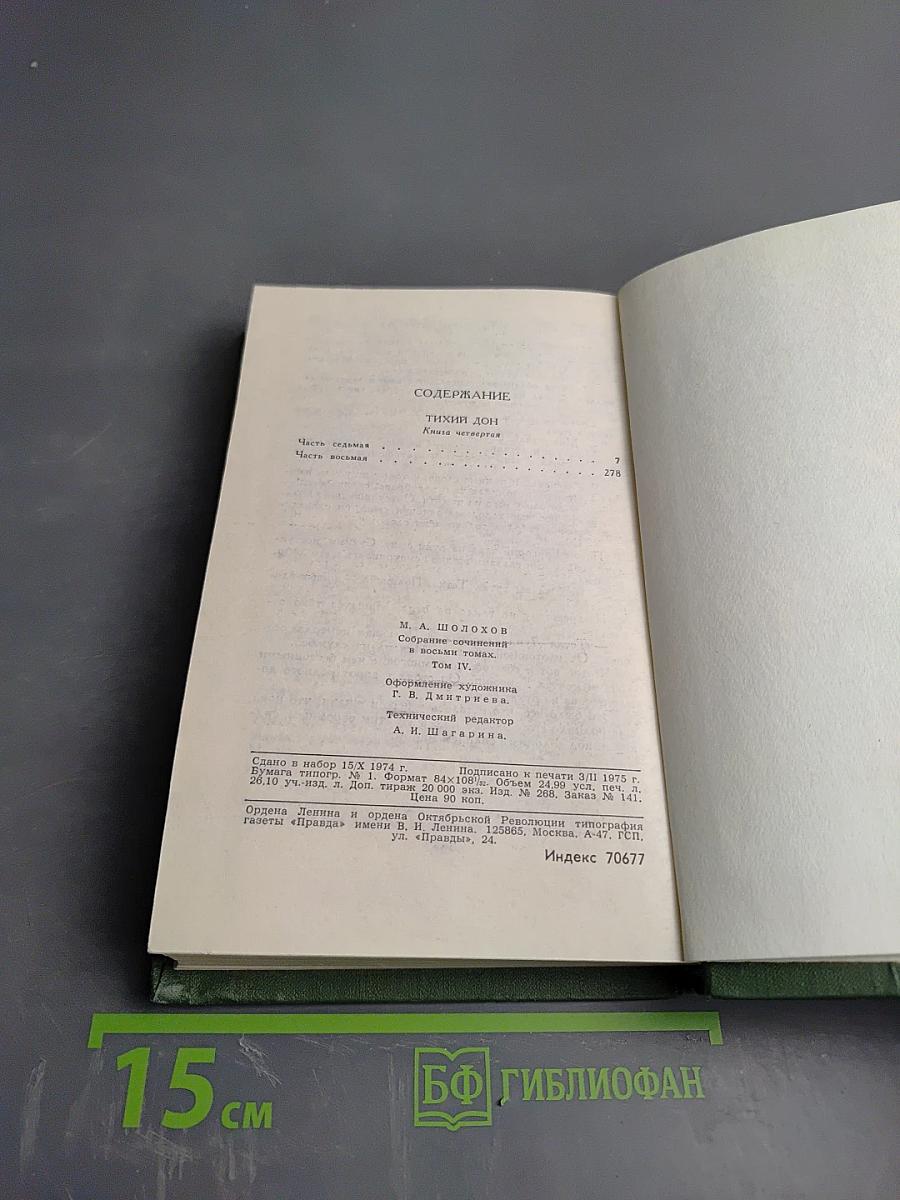 СОДЕРЖАНИЕ
ТИХИЙ ДОН
Книга четвертая
Часть седьмая . . . . . . . . . . . . . . . . 7
Часть восьмая . . . . . . . . . . . . . . . . 278
М. А. ШОЛОХОВ
Собрание сочинений
в восьми томах.
Том IV.
Оформление художника
Г. В. Дмитриева.
Технический редактор
А. И. Шагарина.
Сдано в набор 15/X 1974 г. Подписано к печати 3/II 1975 г.
Бумага типогр. № 1. Формат 84×108¹/₃₂. Объем 24,99 усл. печ. л.
26,10 уч.-изд. л. Доп. тираж 20 000 экз. Изд. № 268. Заказ № 141.
Цена 90 коп.
Ордена Ленина и ордена Октябрьской Революции типография
газеты «Правда» имени В. И. Ленина. 125865, Москва, А-47, ГСП,
ул. «Правды», 24.
Индекс 70677
15 см
БФ ГИБЛИОФАН